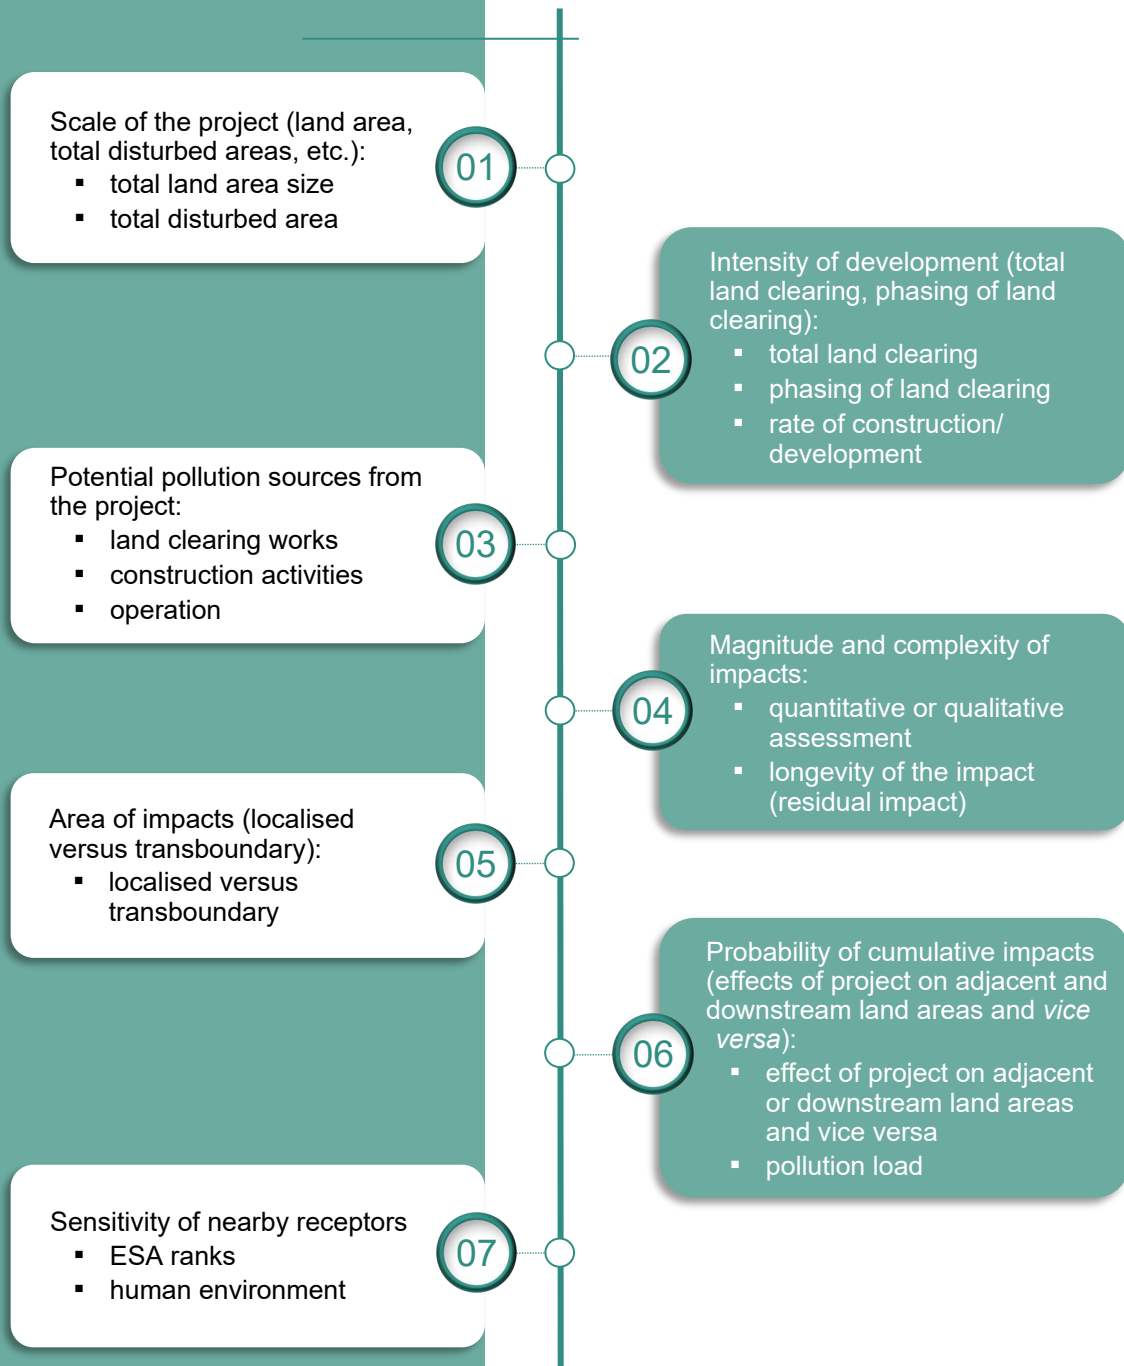 Scale of the project (land area,
total disturbed areas, etc.):
▪ total land area size
▪ total disturbed area
01
Intensity of development (total
land clearing, phasing of land
clearing):
▪ total land clearing
▪ phasing of land clearing
▪ rate of construction/
development
02
Potential pollution sources from
the project:
▪ land clearing works
▪ construction activities
▪ operation
03
Magnitude and complexity of
impacts:
▪ quantitative or qualitative
assessment
▪ longevity of the impact
(residual impact)
04
Area of impacts (localised
versus transboundary):
▪ localised versus
transboundary
05
Probability of cumulative impacts
(effects of project on adjacent and
downstream land areas and vice
versa):
▪ effect of project on adjacent
or downstream land areas
and vice versa
▪ pollution load
06
Sensitivity of nearby receptors
▪ ESA ranks
▪ human environment
07